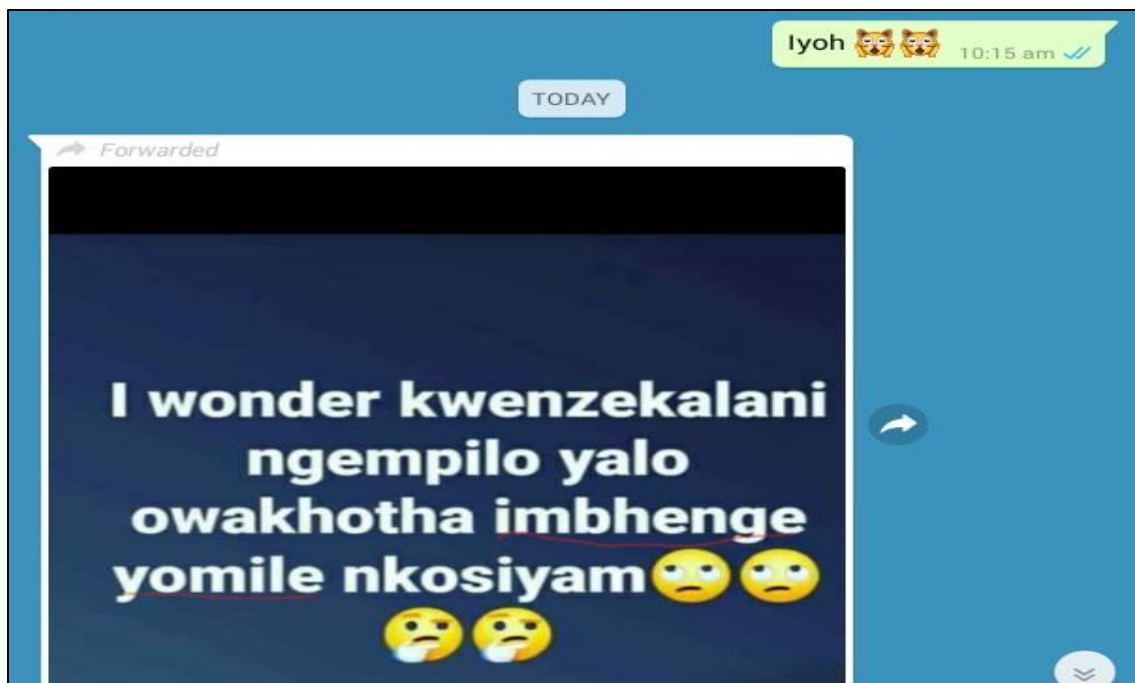 Iyoh 🙀🙀 10:15 am
TODAY
Forwarded
I wonder kwenzekalani
ngempilo yalo
owakhotha imbhenge
yomile nkosiyam🙄🙄
🤔🤔